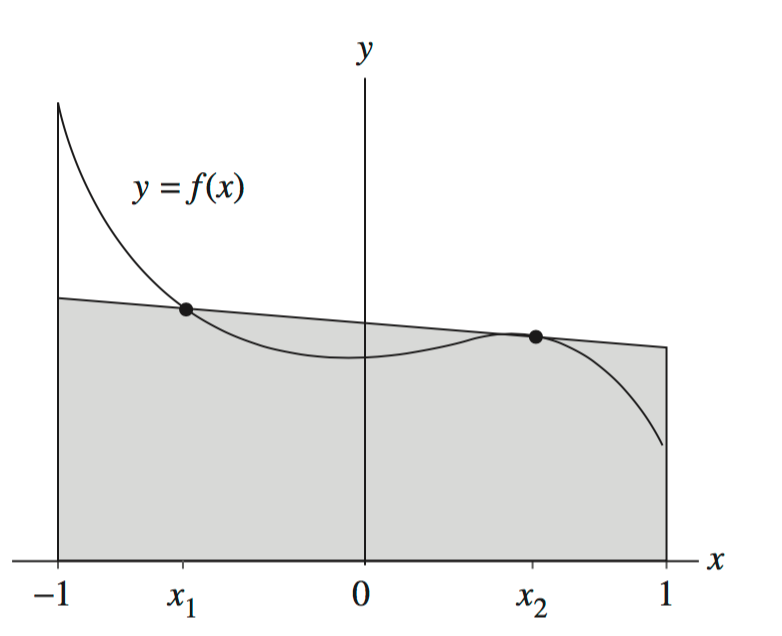 y
y = f(x)
x
−1 x₁ 0 x₂ 1